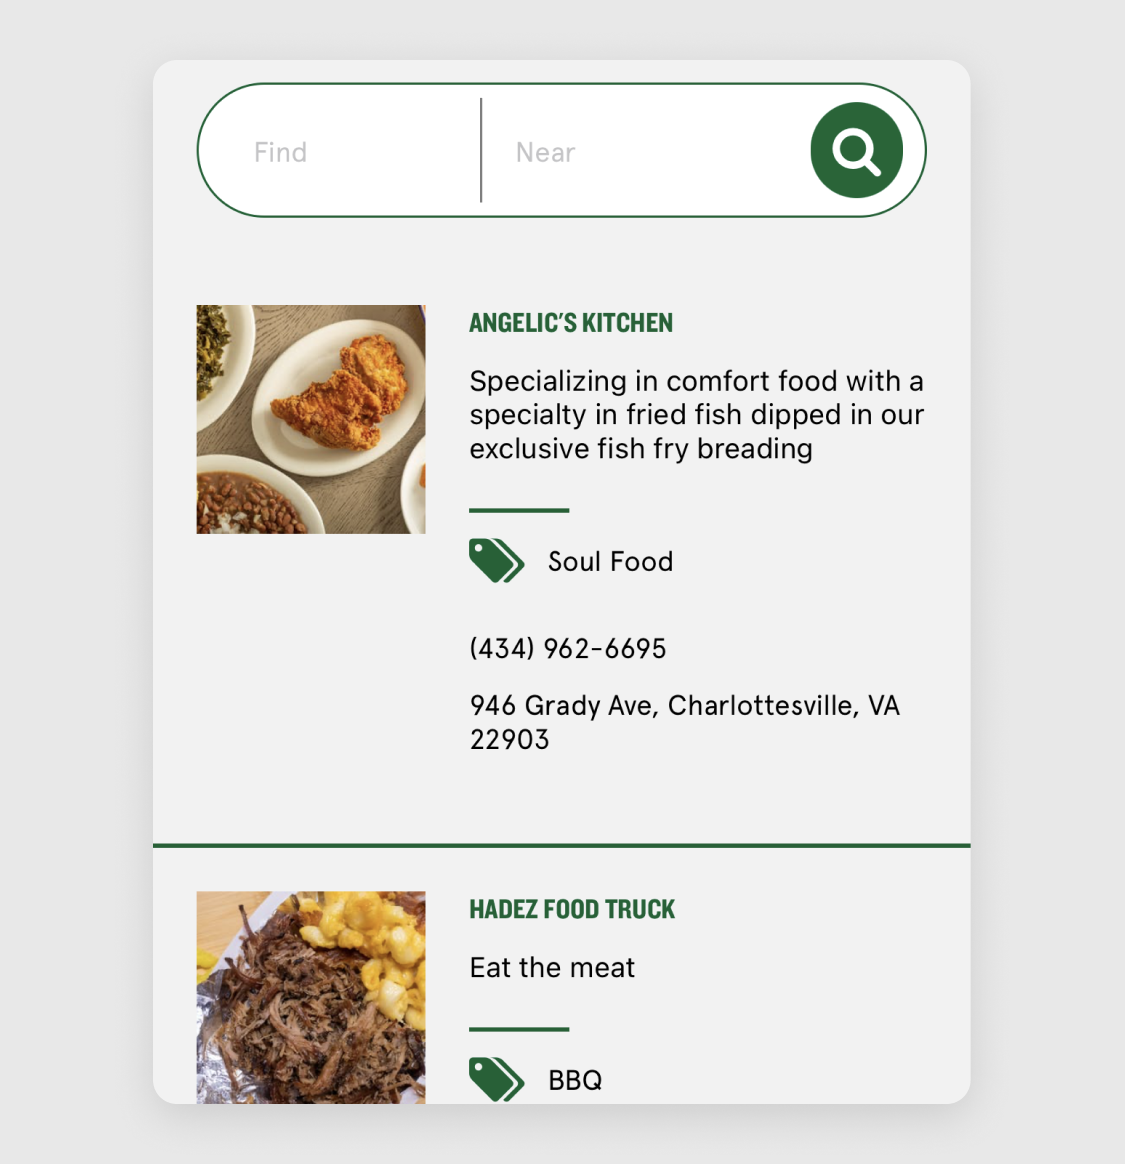 Find
Near
ANGELIC'S KITCHEN
Specializing in comfort food with a
specialty in fried fish dipped in our
exclusive fish fry breading
Soul Food
(434) 962-6695
946 Grady Ave, Charlottesville, VA
22903
HADEZ FOOD TRUCK
Eat the meat
BBQ